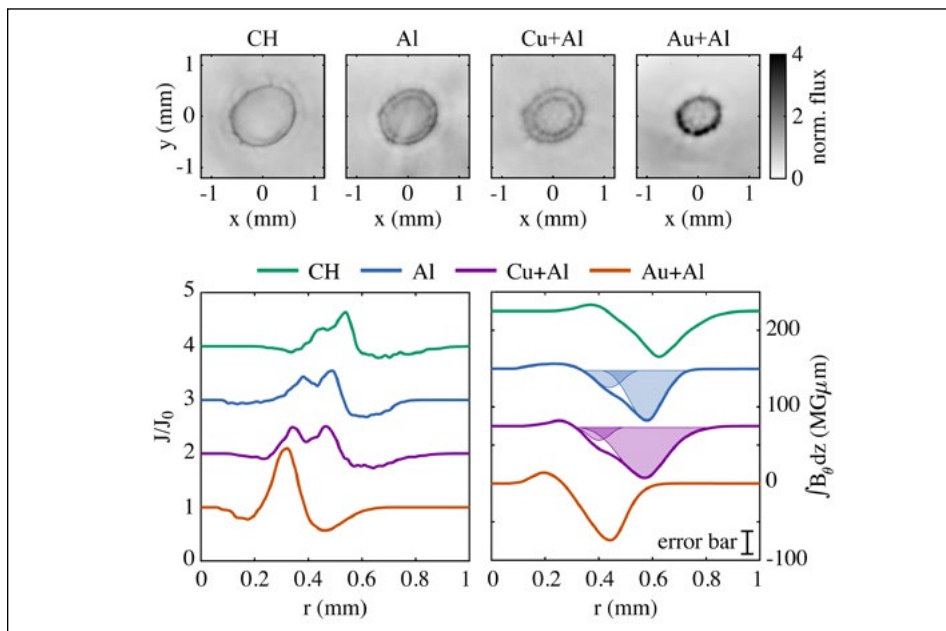 CH Al Cu+Al Au+Al
1
0
-1
y (mm)
-1 0 1 -1 0 1 -1 0 1 -1 0 1
x (mm) x (mm) x (mm) x (mm)
4
2
0
norm. flux
CH Al Cu+Al Au+Al
5
4
3
2
1
0
J/J0
0 0.2 0.4 0.6 0.8 1
r (mm)
200
100
0
-100
∫Bθ dz (MGμm)
error bar
0 0.2 0.4 0.6 0.8 1
r (mm)